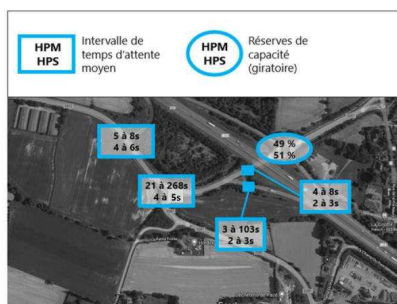 HPM
HPS
Intervalle de
temps d'attente
moyen
HPM
HPS
Réserves de
capacité
(giratoire)
49 %
51 %
5 à 8s
4 à 6s
21 à 268s
4 à 5s
4 à 8s
2 à 3s
3 à 103s
2 à 3s